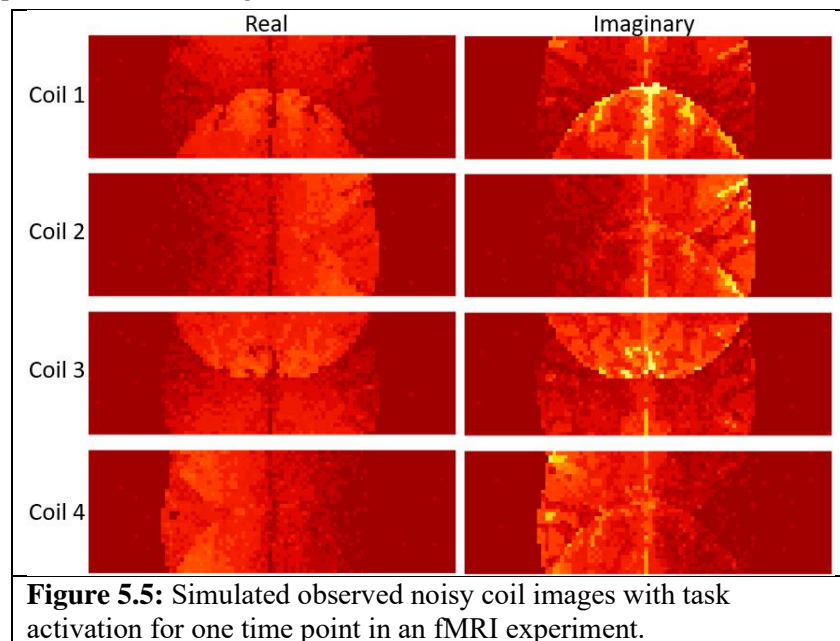 Real Imaginary
Coil 1
Coil 2
Coil 3
Coil 4
Figure 5.5: Simulated observed noisy coil images with task
activation for one time point in an fMRI experiment.